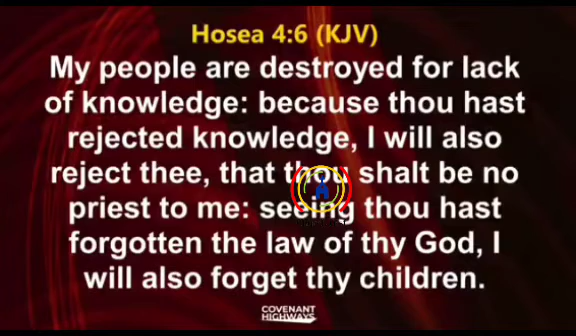 Hosea 4:6 (KJV)
My people are destroyed for lack
of knowledge: because thou hast
rejected knowledge, I will also
reject thee, that thou shalt be no
priest to me: seeing thou hast
forgotten the law of thy God, I
will also forget thy children.
COVENANT
HIGHWAYS